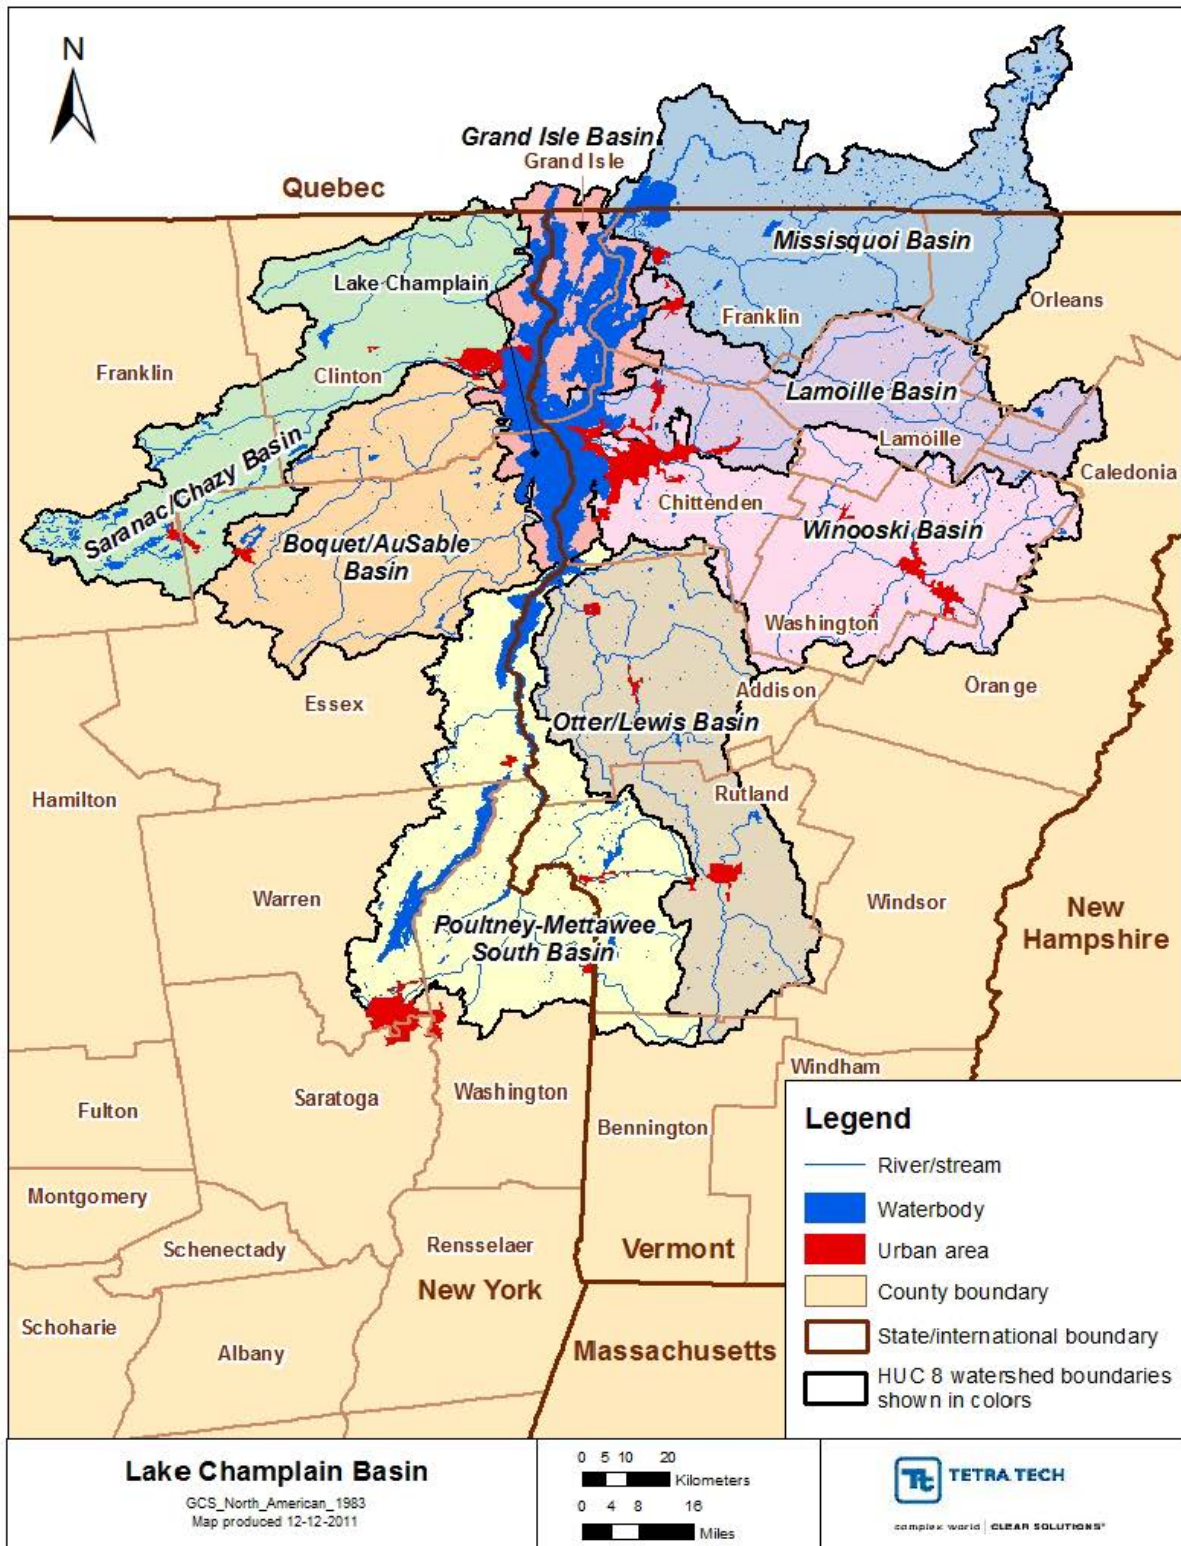 N
Grand Isle Basin
Grand Isle
Quebec
Missisquoi Basin
Lake Champlain
Orleans
Franklin
Franklin
Clinton
Lamoille Basin
Lamoille
Caledonia
Saranac/Chazy Basin
Chittenden
Winooski Basin
Boquet/AuSable
Basin
Washington
Addison
Orange
Essex
Otter/Lewis Basin
Hamilton
Rutland
Warren
Windsor
New
Hampshire
Poultney-Mettawee
South Basin
Windham
Saratoga
Washington
Fulton
Bennington
Montgomery
Schenectady
Rensselaer
Vermont
New York
Schoharie
Albany
Massachusetts
Legend
River/stream
Waterbody
Urban area
County boundary
State/international boundary
HUC 8 watershed boundaries
shown in colors
Lake Champlain Basin
GCS_North_American_1983
Map produced 12-12-2011
0 5 10 20
Kilometers
0 4 8 16
Miles
Tt TETRA TECH
complex world | CLEAR SOLUTIONS®